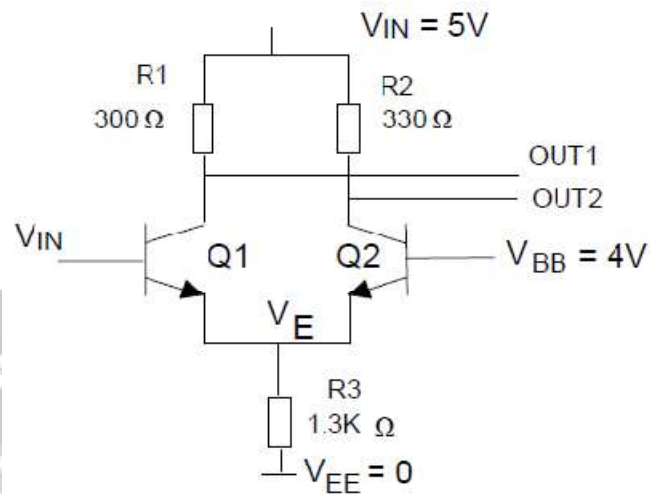 VIN = 5V
R1
300 Ω
R2
330 Ω
OUT1
OUT2
VIN
Q1
Q2
VBB = 4V
VE
R3
1.3K Ω
VEE = 0